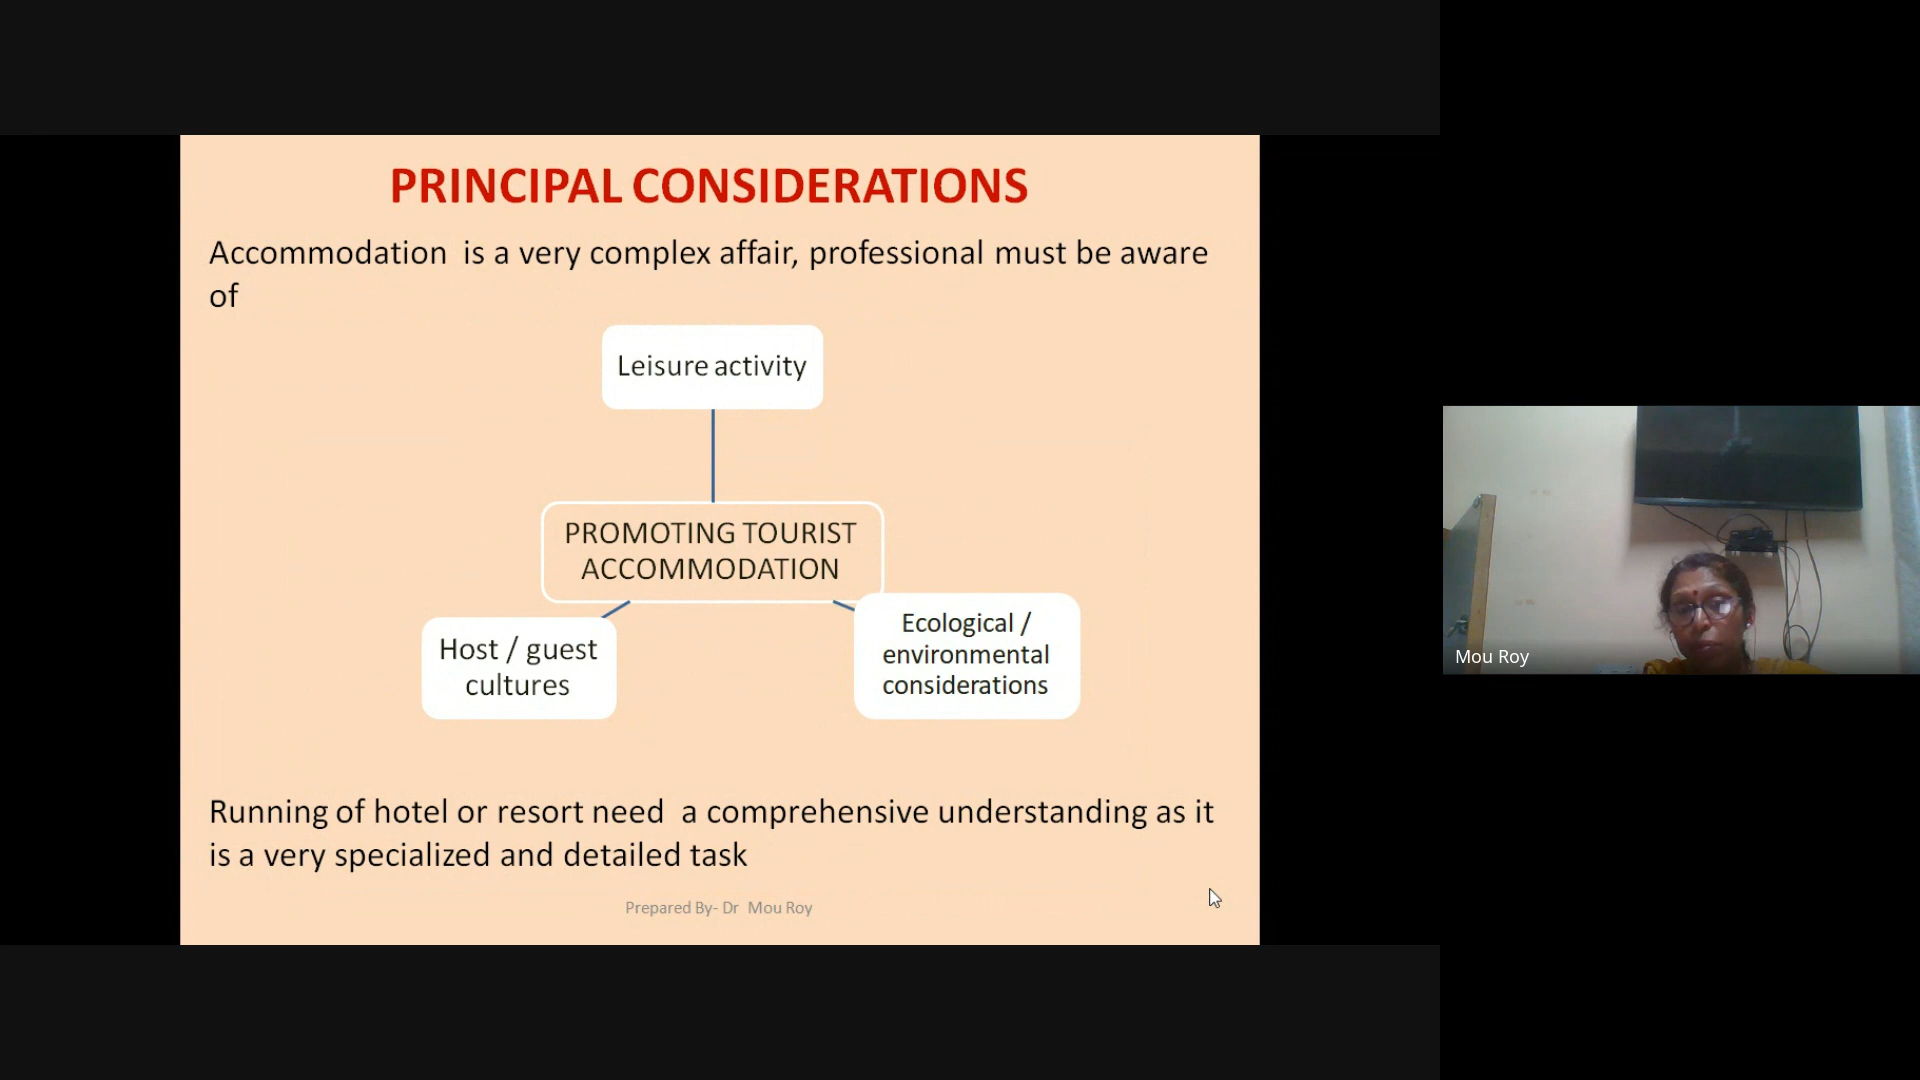 PRINCIPAL CONSIDERATIONS
Accommodation is a very complex affair, professional must be aware
of
Leisure activity
PROMOTING TOURIST
ACCOMMODATION
Host / guest
cultures
Ecological /
environmental
considerations
Running of hotel or resort need a comprehensive understanding as it
is a very specialized and detailed task
Prepared By- Dr Mou Roy
Mou Roy